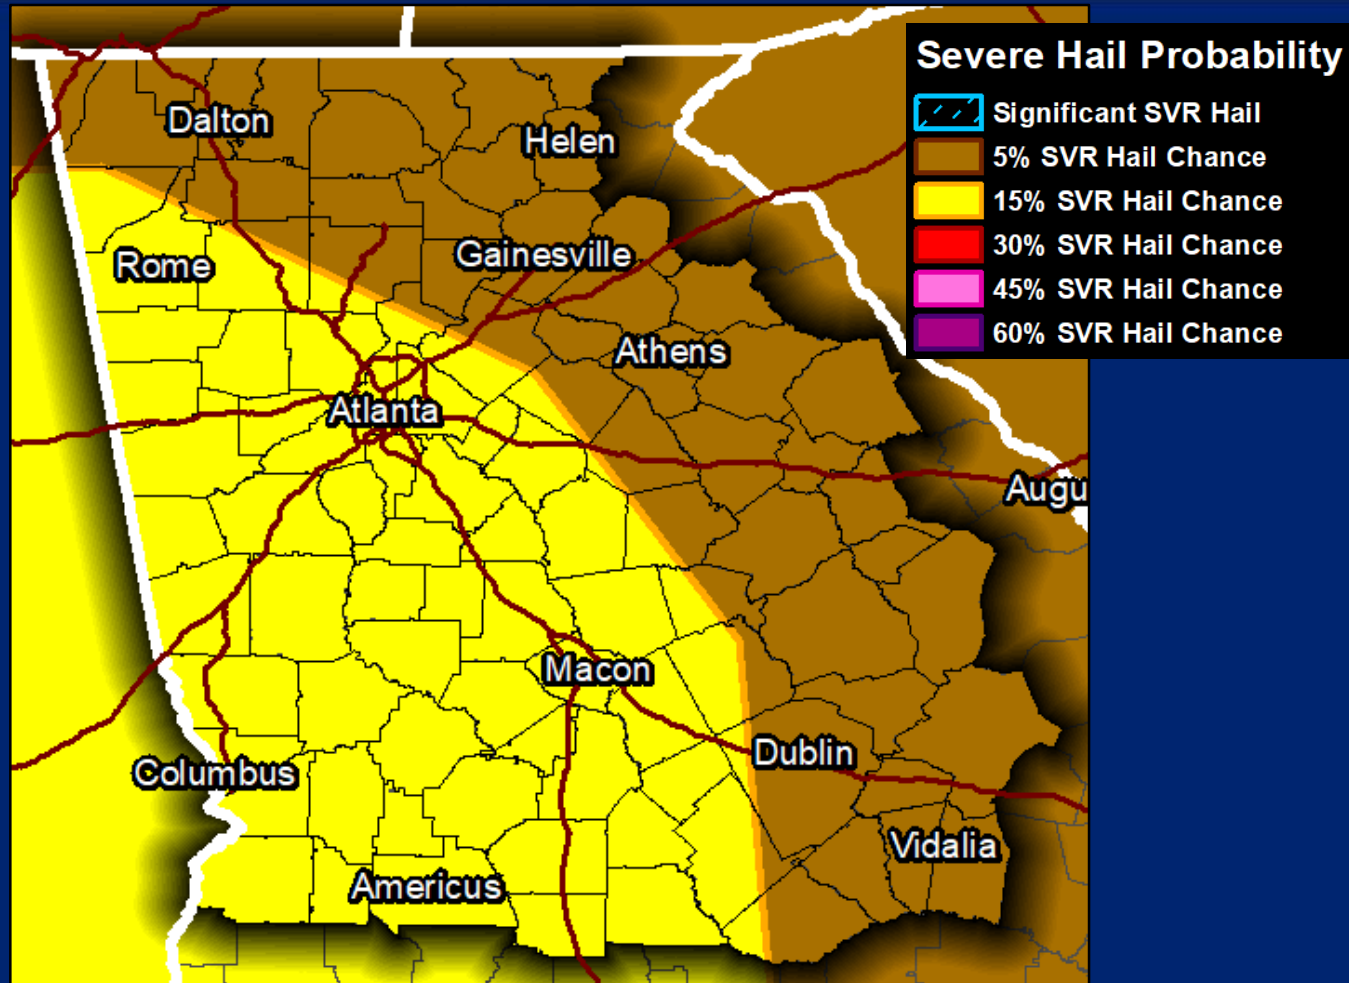 Severe Hail Probability
Significant SVR Hail
5% SVR Hail Chance
15% SVR Hail Chance
30% SVR Hail Chance
45% SVR Hail Chance
60% SVR Hail Chance
Dalton
Helen
Rome
Gainesville
Athens
Atlanta
Augu
Macon
Dublin
Columbus
Vidalia
Americus